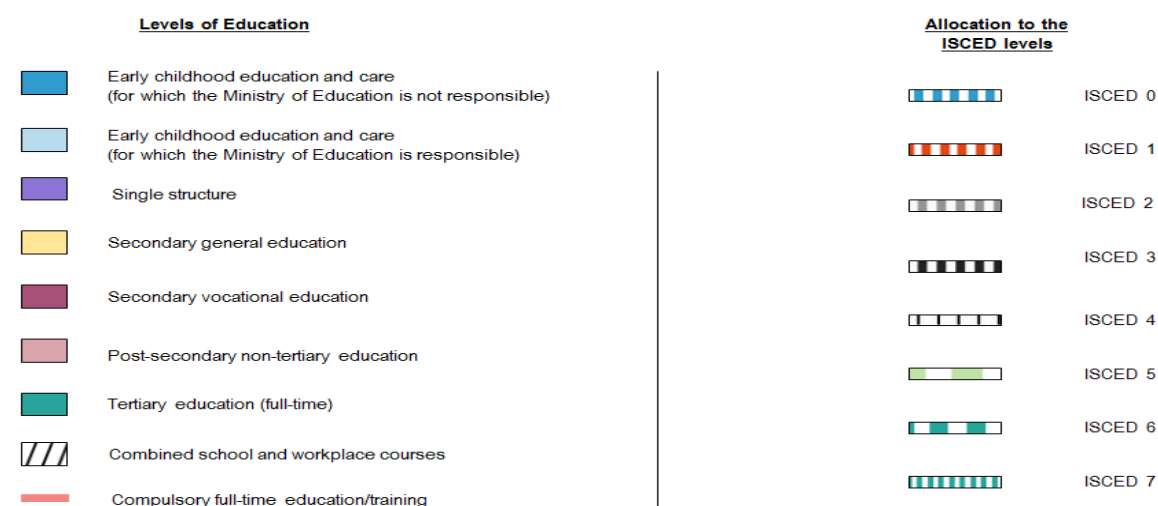 Levels of Education
Early childhood education and care
(for which the Ministry of Education is not responsible)
Early childhood education and care
(for which the Ministry of Education is responsible)
Single structure
Secondary general education
Secondary vocational education
Post-secondary non-tertiary education
Tertiary education (full-time)
Combined school and workplace courses
Compulsory full-time education/training
Allocation to the
ISCED levels
ISCED 0
ISCED 1
ISCED 2
ISCED 3
ISCED 4
ISCED 5
ISCED 6
ISCED 7